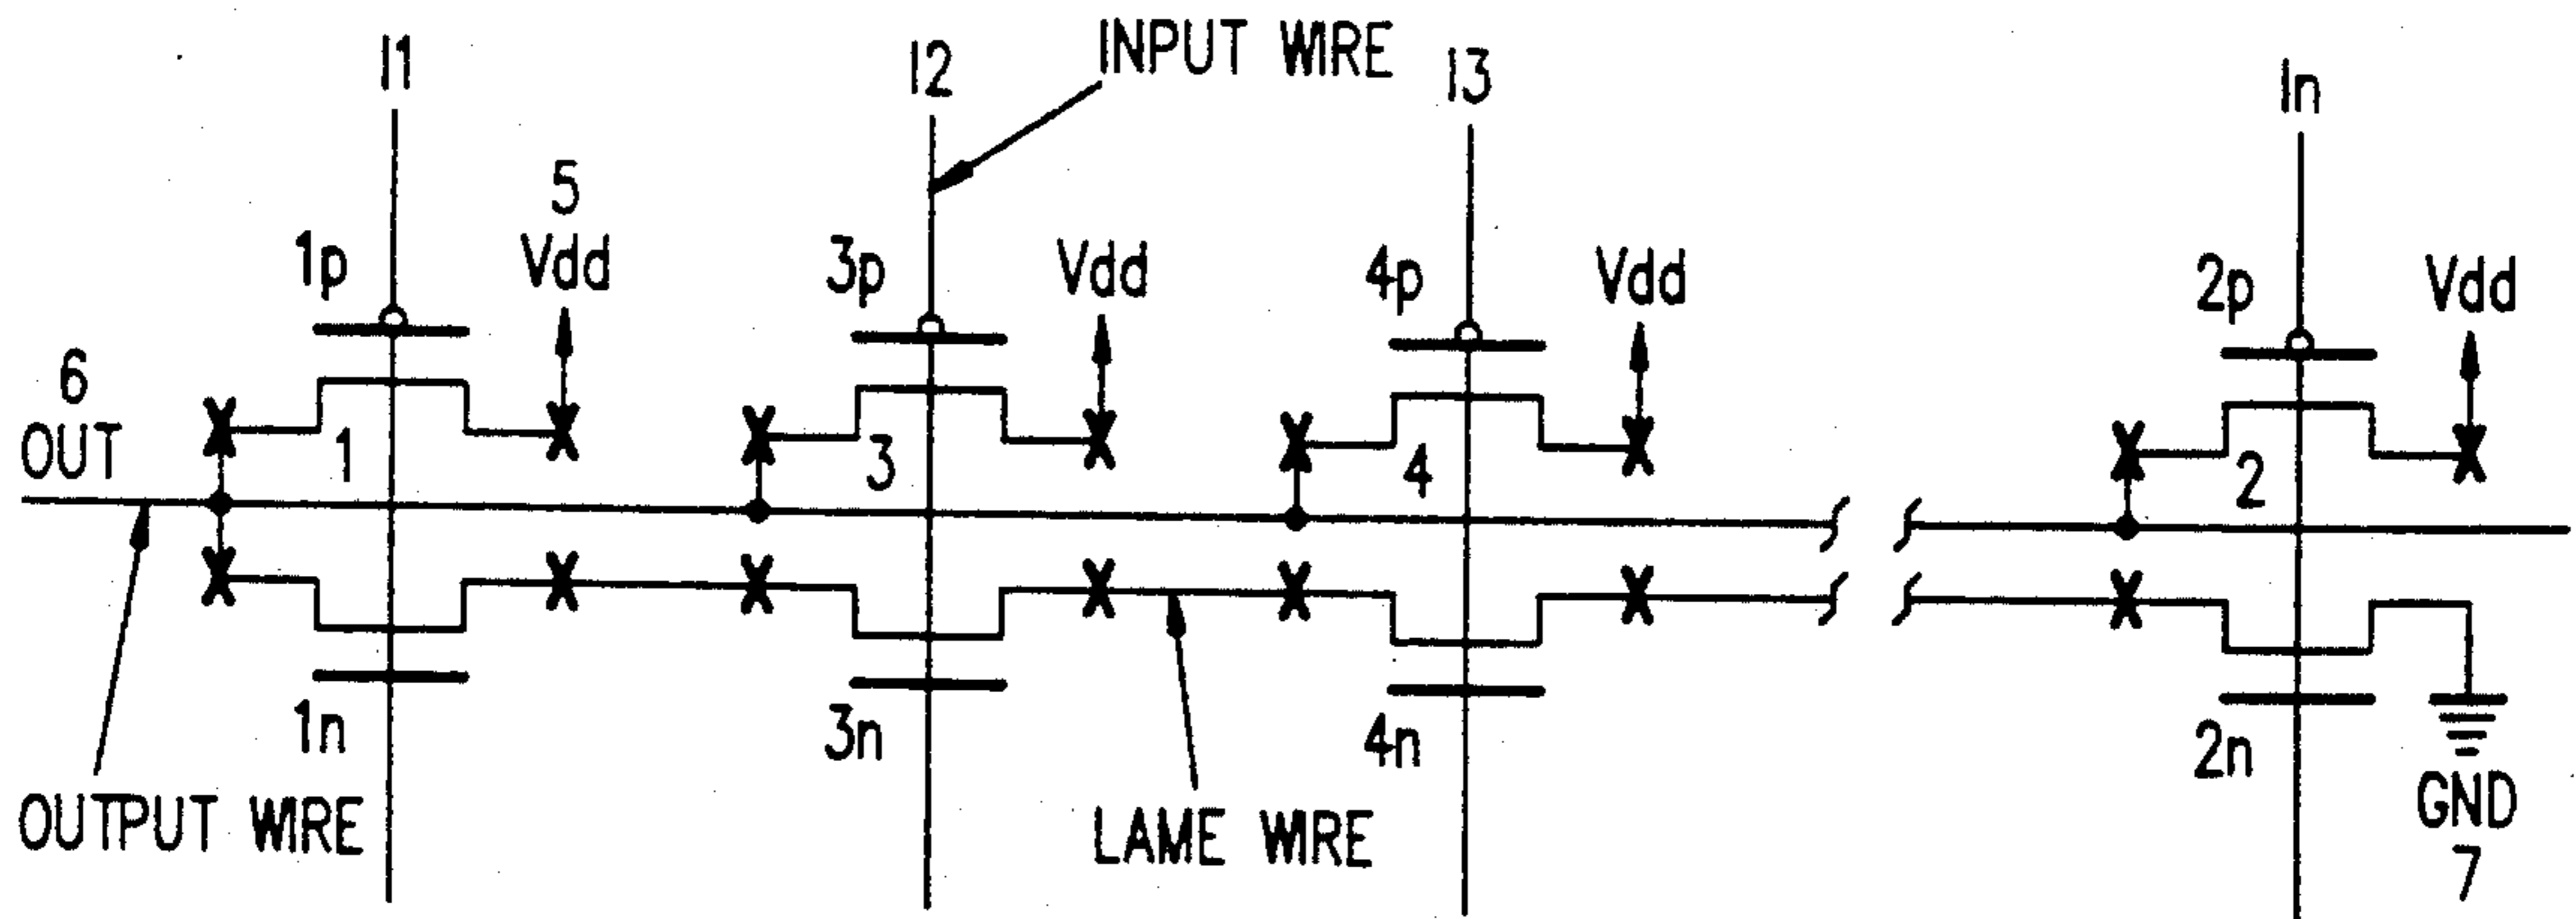 I1
I2
INPUT WIRE
I3
In
5
1p
Vdd
3p
Vdd
4p
Vdd
2p
Vdd
6
OUT
1
3
4
2
1n
3n
4n
2n
OUTPUT WIRE
LAME WIRE
GND
7